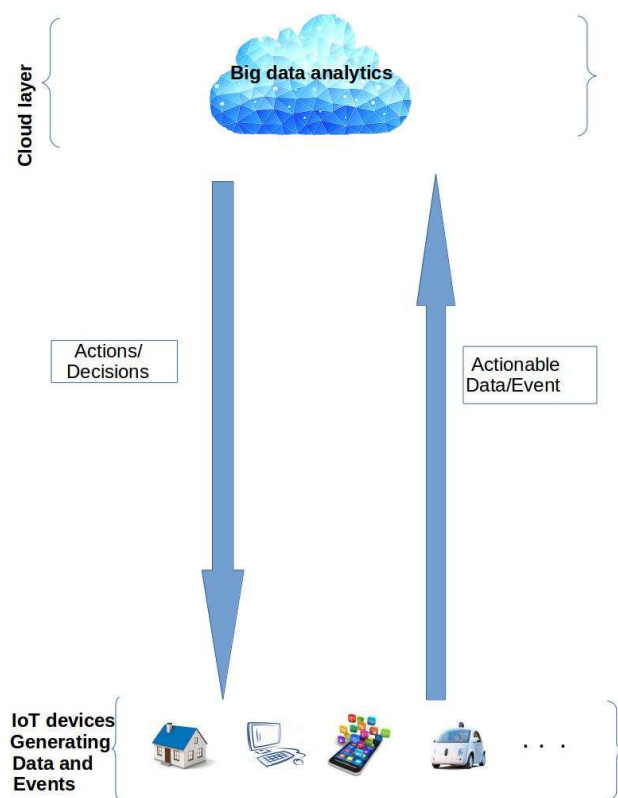 Big data analytics
Cloud layer
Actions/
Decisions
Actionable
Data/Event
IoT devices
Generating
Data and
Events
. . .